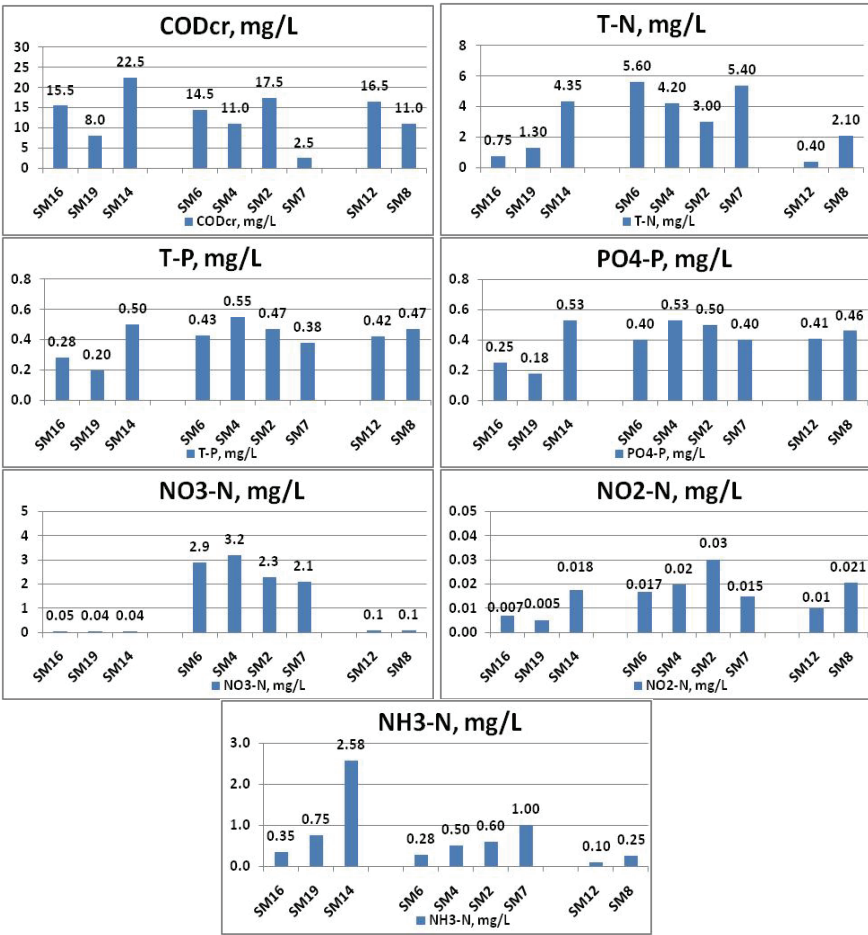 CODcr, mg/L
30
25
20
15
10
5
0
15.5 8.0 22.5 14.5 11.0 17.5 2.5 16.5 11.0
SM16 SM19 SM14 SM6 SM4 SM2 SM7 SM12 SM8
CODcr, mg/L
T-N, mg/L
8
6
4
2
0
0.75 1.30 4.35 5.60 4.20 3.00 5.40 0.40 2.10
SM16 SM19 SM14 SM6 SM4 SM2 SM7 SM12 SM8
T-N, mg/L
T-P, mg/L
0.8
0.6
0.4
0.2
0.0
0.28 0.20 0.50 0.43 0.55 0.47 0.38 0.42 0.47
SM16 SM19 SM14 SM6 SM4 SM2 SM7 SM12 SM8
T-P, mg/L
PO4-P, mg/L
0.8
0.6
0.4
0.2
0.0
0.25 0.18 0.53 0.40 0.53 0.50 0.40 0.41 0.46
SM16 SM19 SM14 SM6 SM4 SM2 SM7 SM12 SM8
PO4-P, mg/L
NO3-N, mg/L
5
4
3
2
1
0
0.05 0.04 0.04 2.9 3.2 2.3 2.1 0.1 0.1
SM16 SM19 SM14 SM6 SM4 SM2 SM7 SM12 SM8
NO3-N, mg/L
NO2-N, mg/L
0.05
0.04
0.03
0.02
0.01
0.00
0.007 0.005 0.018 0.017 0.02 0.03 0.015 0.01 0.021
SM16 SM19 SM14 SM6 SM4 SM2 SM7 SM12 SM8
NO2-N, mg/L
NH3-N, mg/L
3.0
2.0
1.0
0.0
0.35 0.75 2.58 0.28 0.50 0.60 1.00 0.10 0.25
SM16 SM19 SM14 SM6 SM4 SM2 SM7 SM12 SM8
NH3-N, mg/L